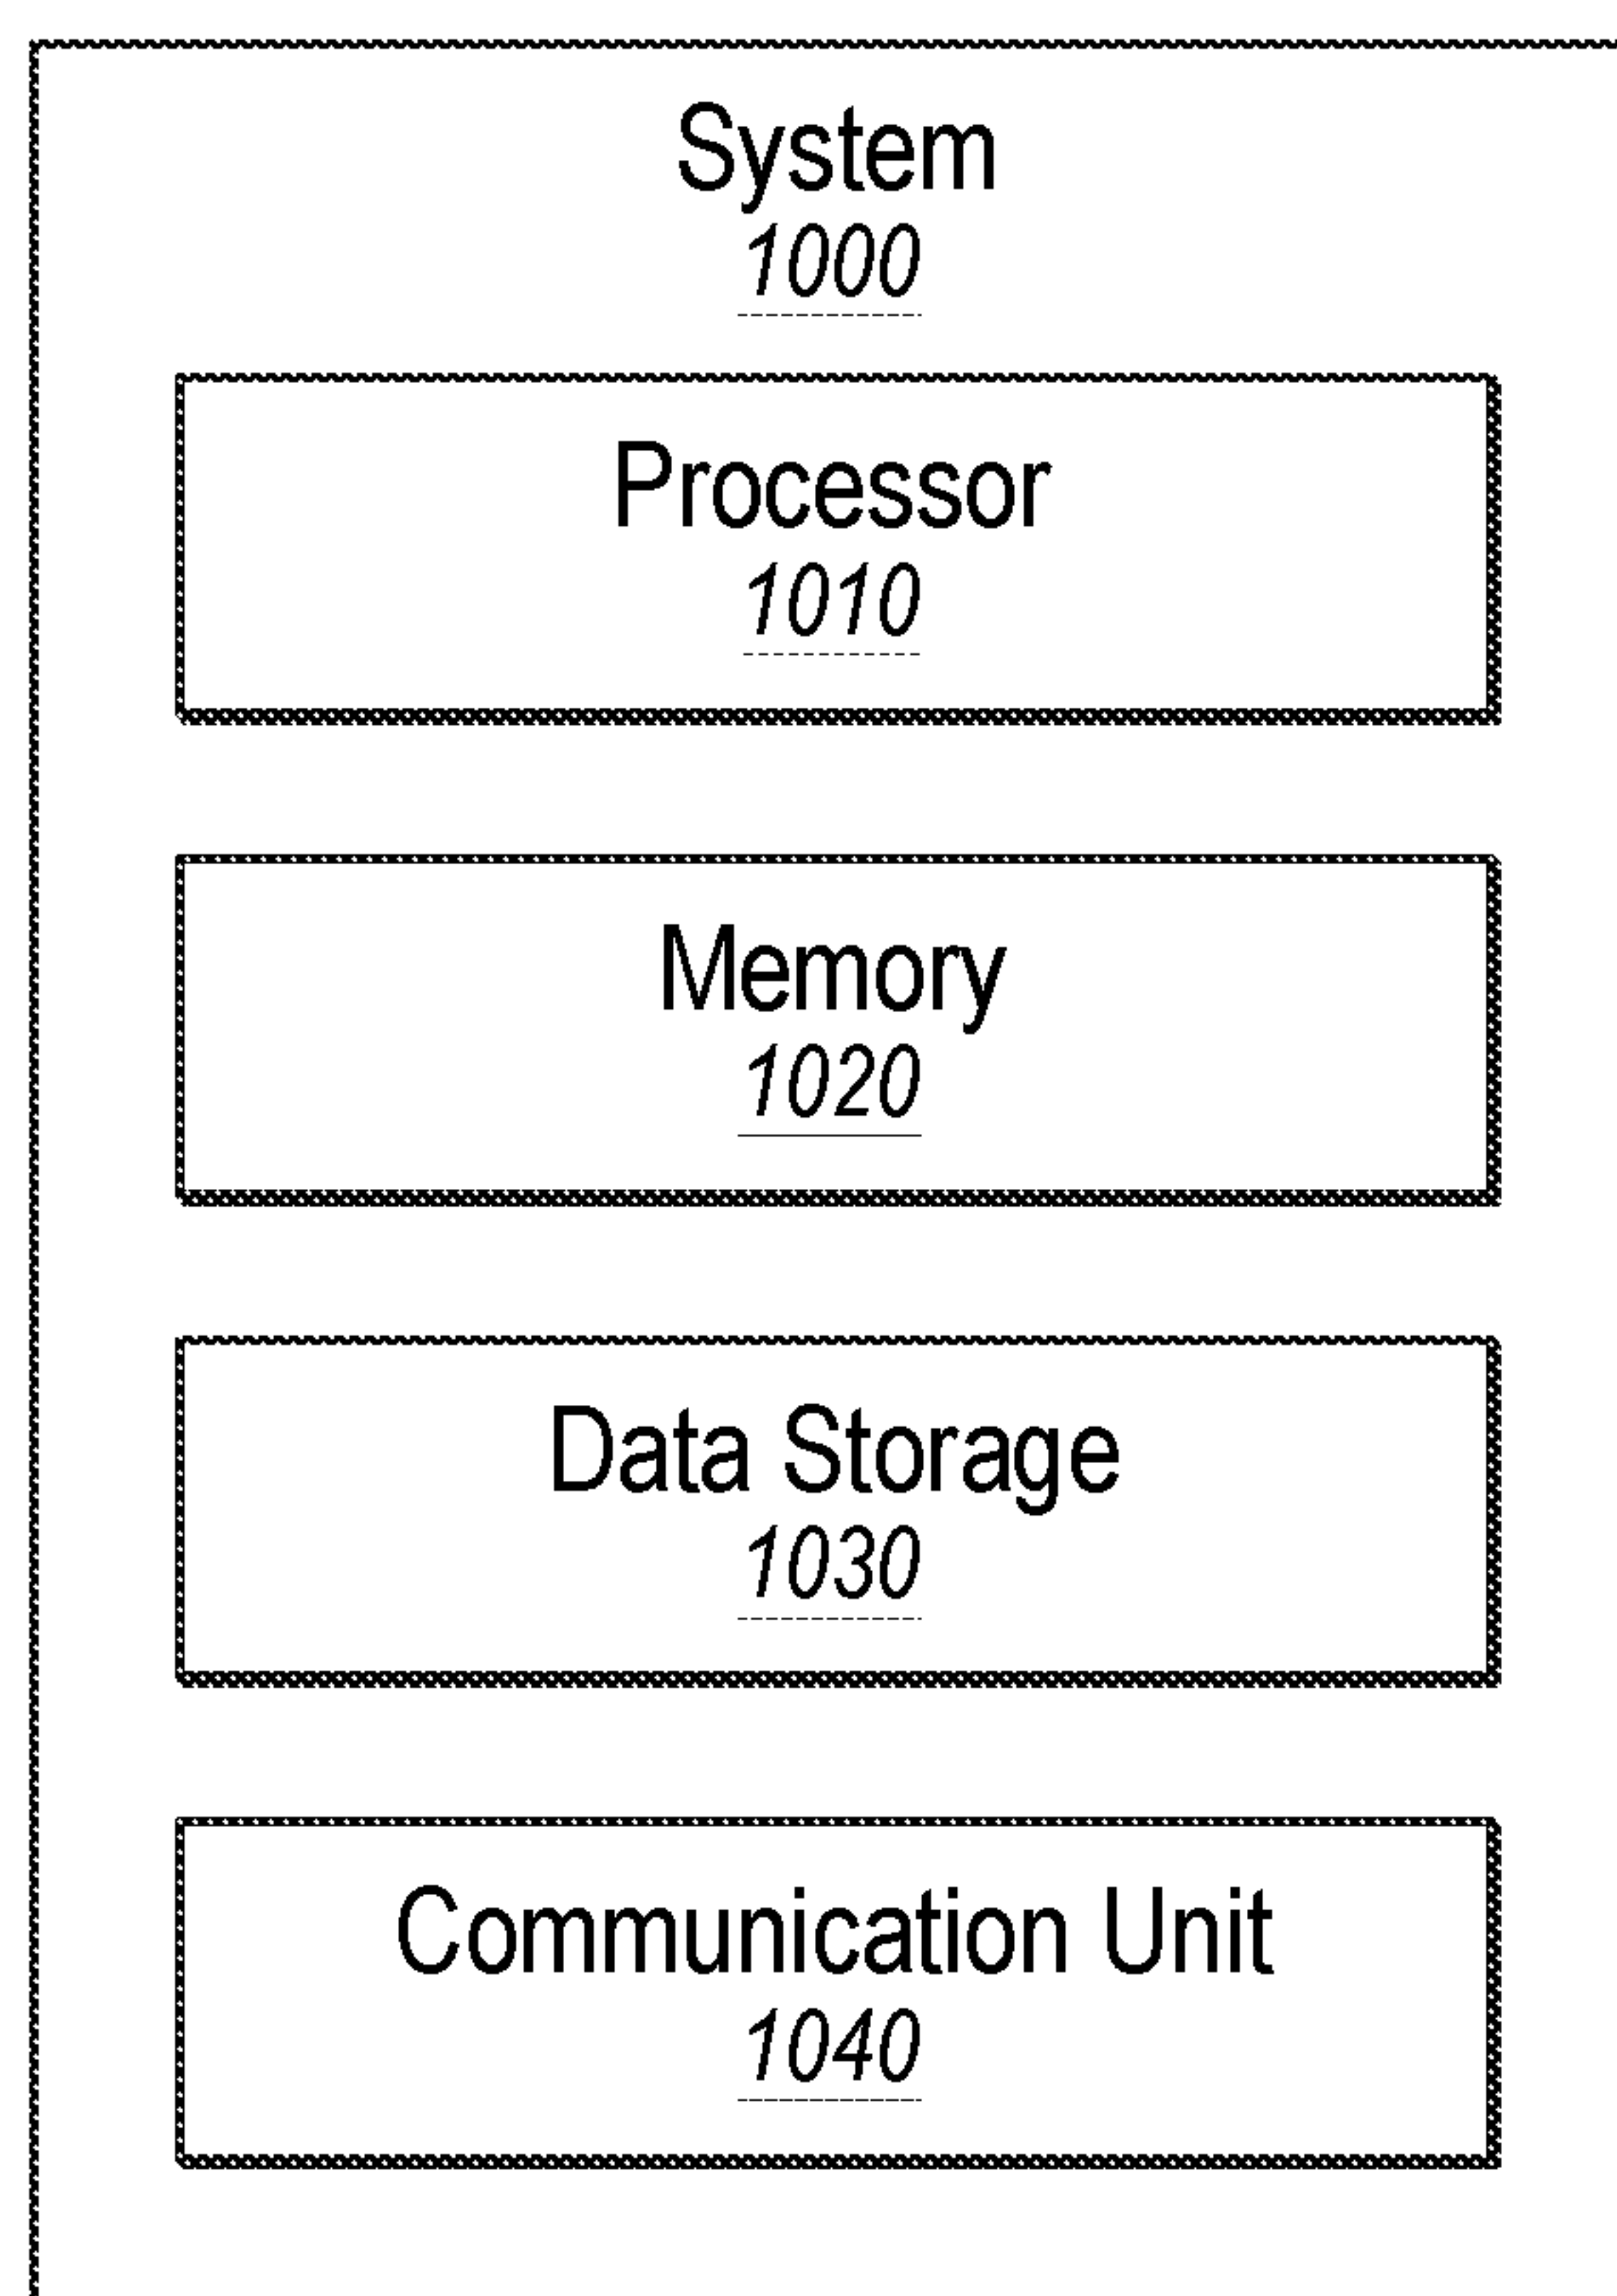 System
1000
Processor
1010
Memory
1020
Data Storage
1030
Communication Unit
1040